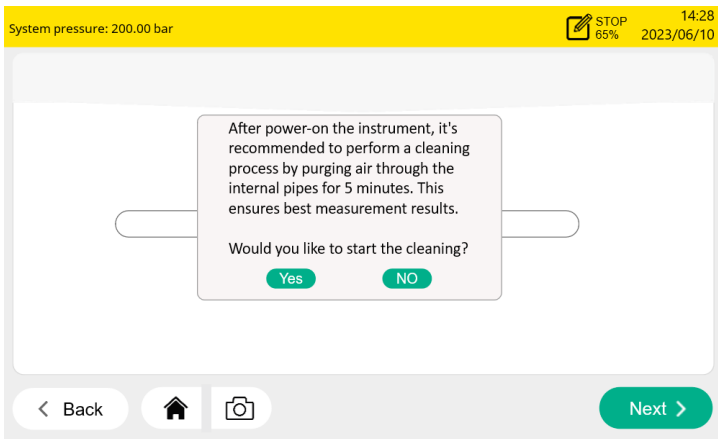 System pressure: 200.00 bar
STOP
65%
14:28
2023/06/10
After power-on the instrument, it's
recommended to perform a cleaning
process by purging air through the
internal pipes for 5 minutes. This
ensures best measurement results.
Would you like to start the cleaning?
Yes
NO
Back
Next